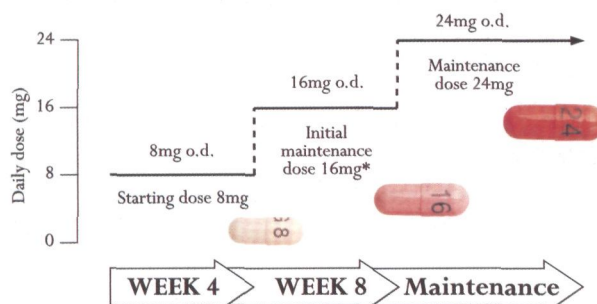 24mg o.d.
24
Maintenance
dose 24mg
16mg o.d.
24
16
Initial
maintenance
dose 16mg*
Daily dose (mg)
8mg o.d.
8
Starting dose 8mg
16
G8
0
WEEK 4
WEEK 8
Maintenance